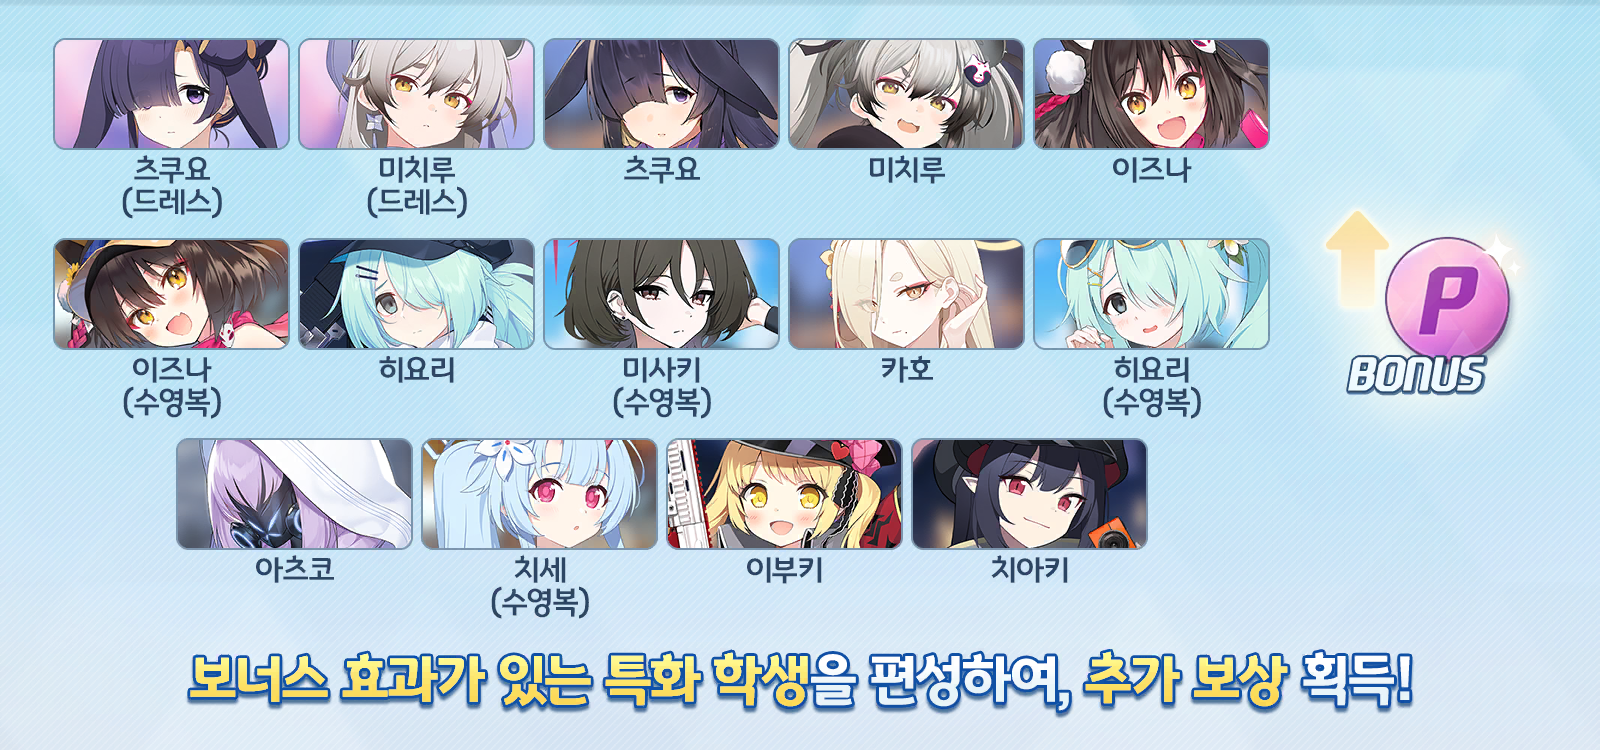 츠쿠요
(드레스)
미치루
(드레스)
츠쿠요
미치루
이즈나
이즈나
(수영복)
히요리
미사키
(수영복)
카호
히요리
(수영복)
P
BONUS
아츠코
치세
(수영복)
이부키
치아키
보너스 효과가 있는 특화 학생을 편성하여, 추가 보상 획득!